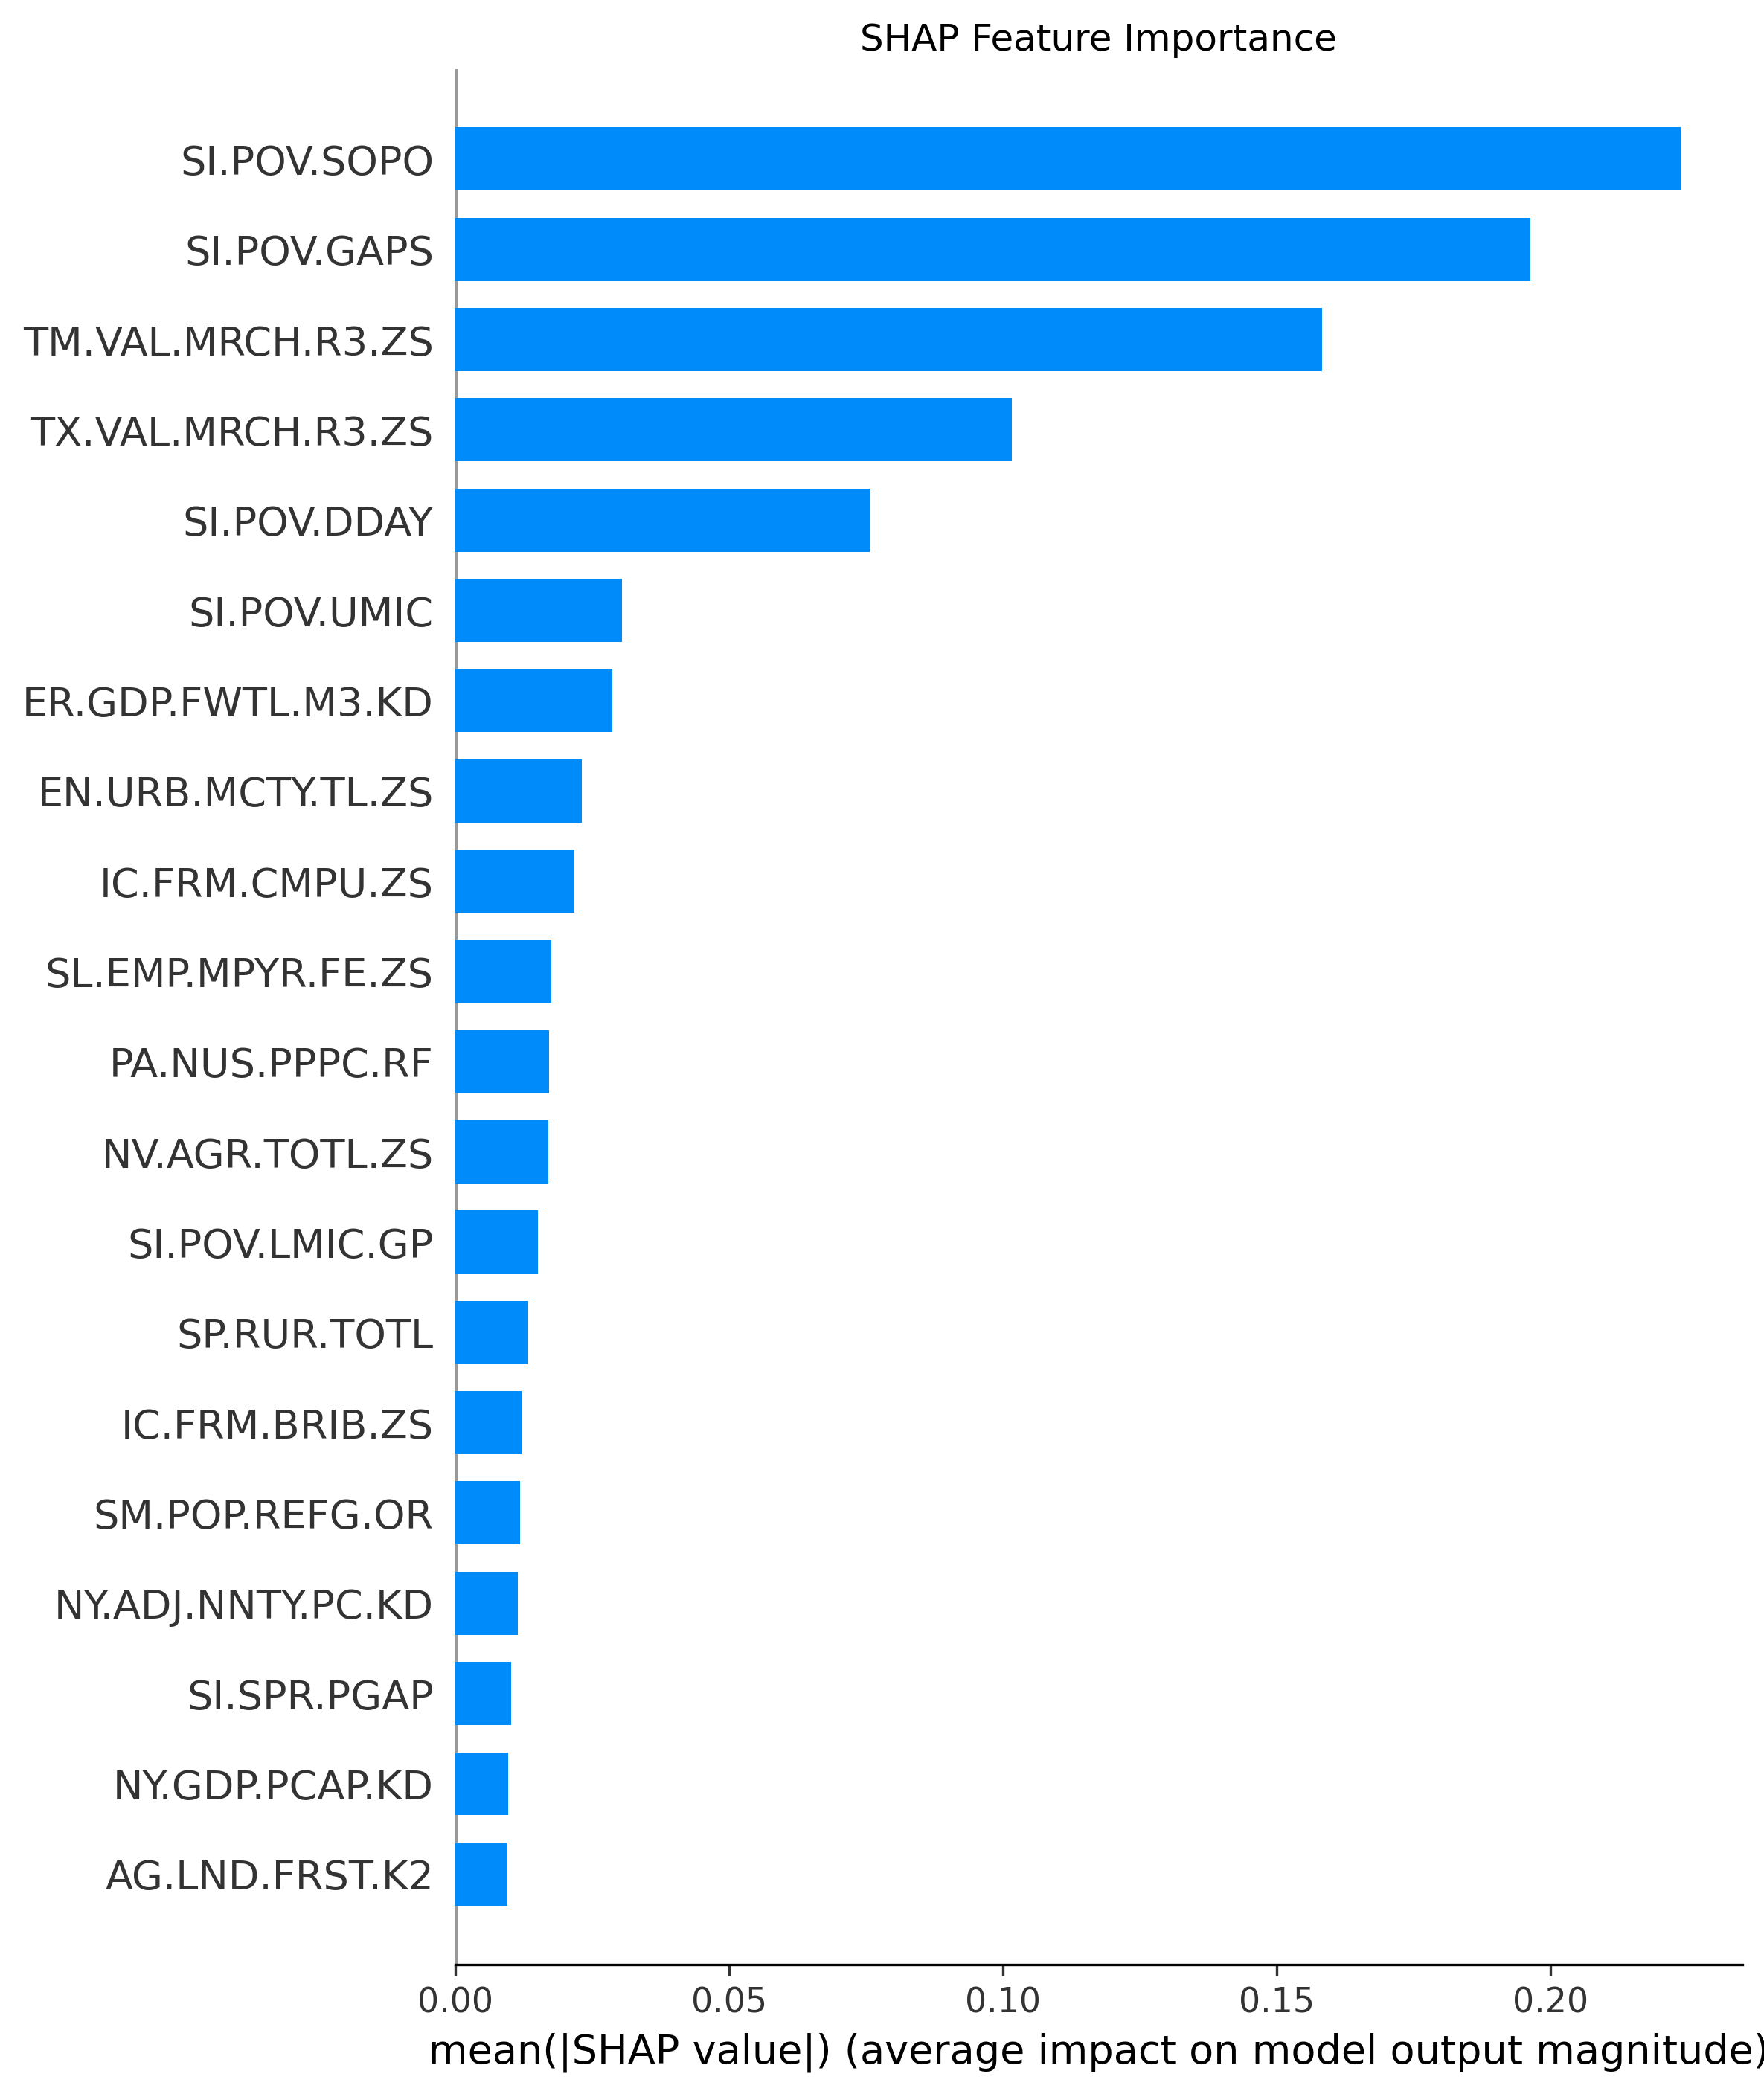 SHAP Feature Importance
SI.POV.SOPO
SI.POV.GAPS
TM.VAL.MRCH.R3.ZS
TX.VAL.MRCH.R3.ZS
SI.POV.DDAY
SI.POV.UMIC
ER.GDP.FWTL.M3.KD
EN.URB.MCTY.TL.ZS
IC.FRM.CMPU.ZS
SL.EMP.MPYR.FE.ZS
PA.NUS.PPPC.RF
NV.AGR.TOTL.ZS
SI.POV.LMIC.GP
SP.RUR.TOTL
IC.FRM.BRIB.ZS
SM.POP.REFG.OR
NY.ADJ.NNTY.PC.KD
SI.SPR.PGAP
NY.GDP.PCAP.KD
AG.LND.FRST.K2
0.00 0.05 0.10 0.15 0.20
mean(|SHAP value|) (average impact on model output magnitude)